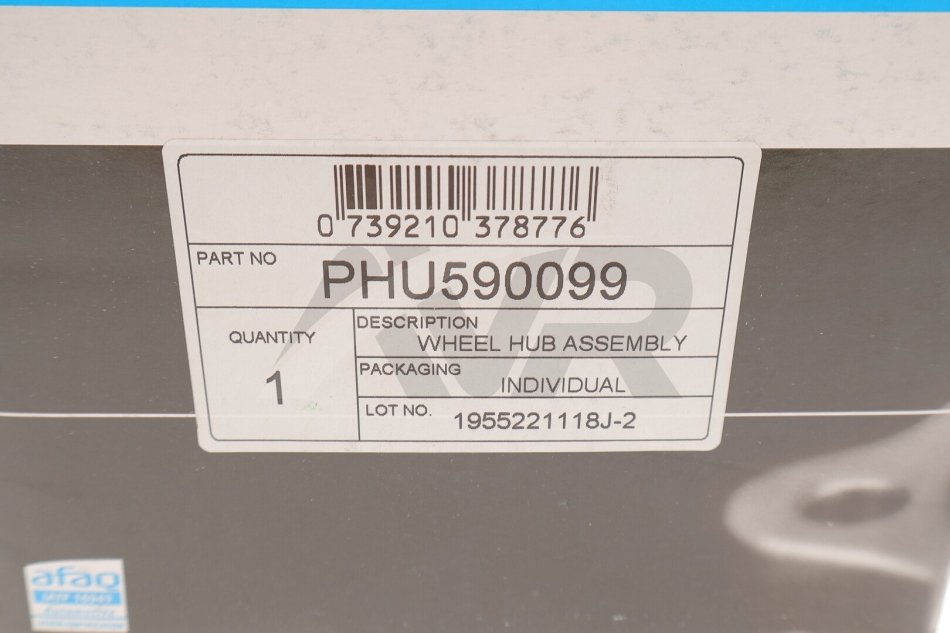 0 739210 378776
PART NO
PHU590099
QUANTITY
1
DESCRIPTION
WHEEL HUB ASSEMBLY
PACKAGING
INDIVIDUAL
LOT NO.
1955221118J-2
afaq